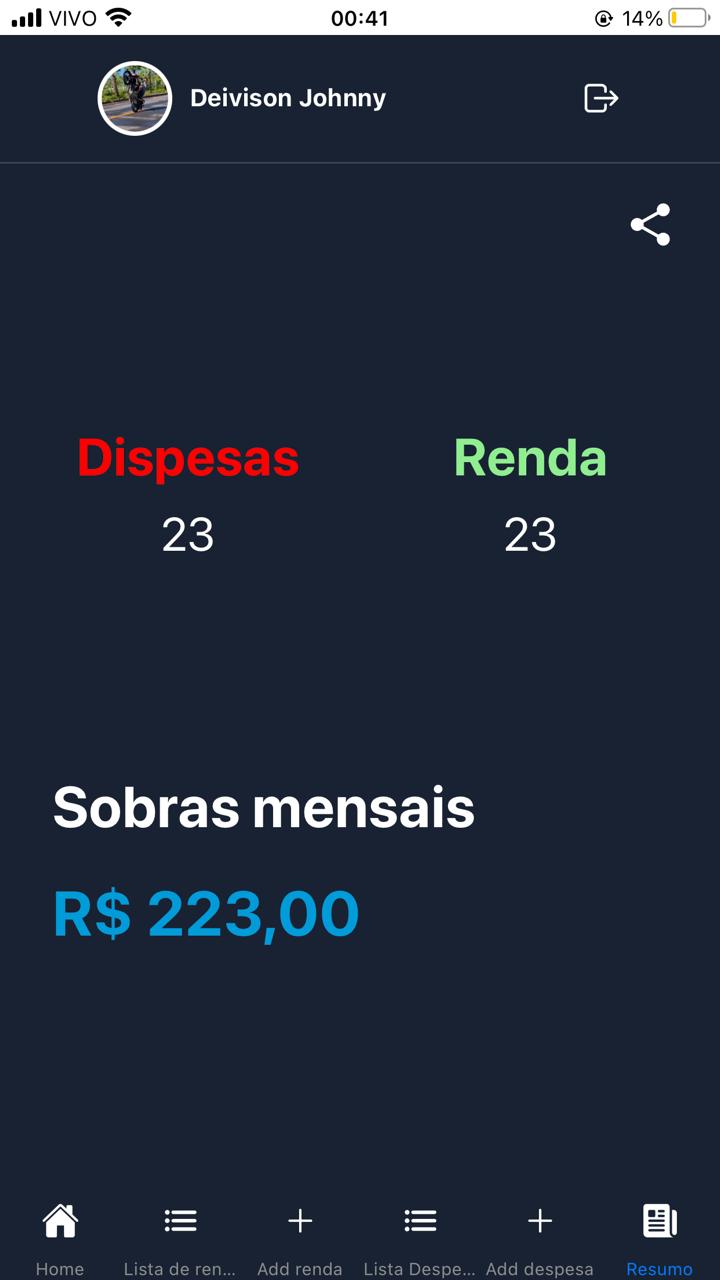 VIVO 00:41 14%
Deivison Johnny
Dispesas Renda
23 23
Sobras mensais
R$ 223,00
Home Lista de ren... Add renda Lista Despe... Add despesa Resumo